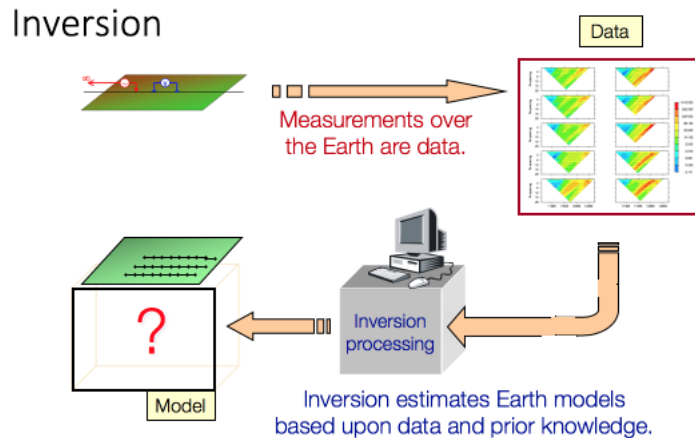 Inversion
Data
Measurements over
the Earth are data.
Inversion
processing
?
Model
Inversion estimates Earth models
based upon data and prior knowledge.